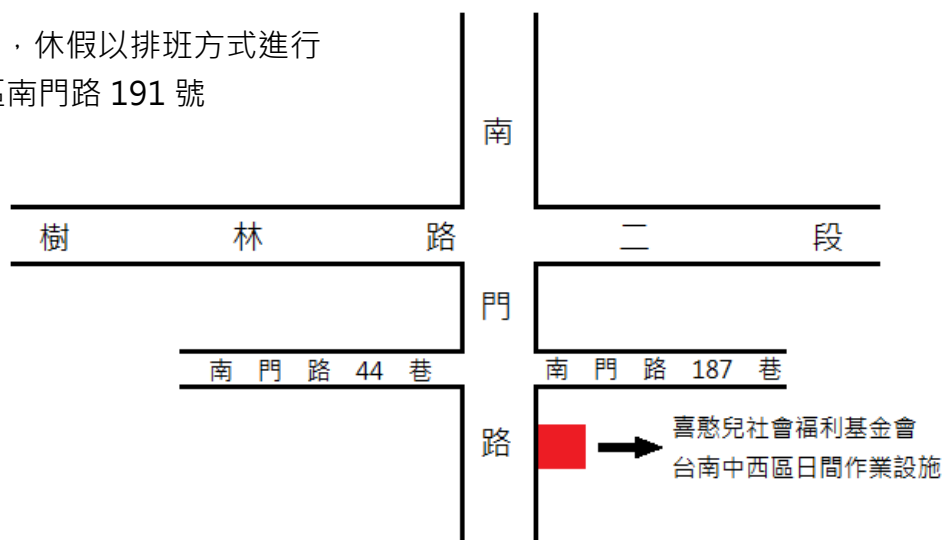 ，休假以排班方式進行
區南門路 191 號
南門路
樹林路二段
南門路 44 巷
南門路 187 巷
喜憨兒社會福利基金會
台南中西區日間作業設施